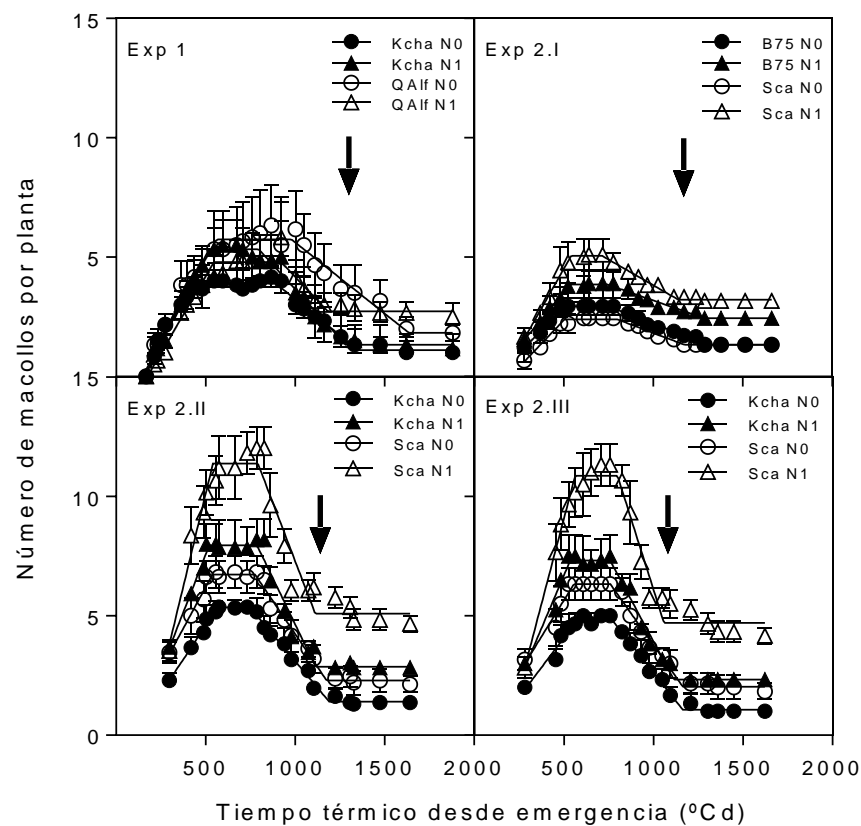 15
Exp 1
Kcha N0
Kcha N1
QAlf N0
QAlf N1
Exp 2.I
B75 N0
B75 N1
Sca N0
Sca N1
10
5
15
Exp 2.II
Kcha N0
Kcha N1
Sca N0
Sca N1
Exp 2.III
Kcha N0
Kcha N1
Sca N0
Sca N1
10
5
0
Número de macollos por planta
500 1000 1500 2000 500 1000 1500 2000
Tiempo térmico desde emergencia (ºCd)